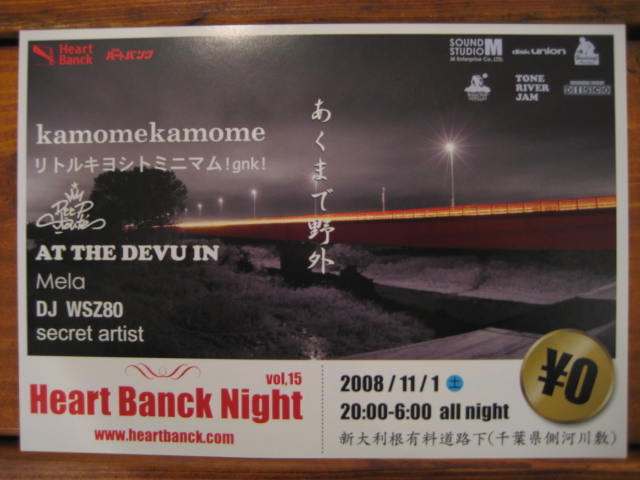 Heart
Banck
ハートバンク
SOUND
STUDIO M
M Enterprise Co.,LTD.
disk union
TONE
RIVER
JAM
kamomekamome
リトルキヨシトミニマム!gnk!
あくまで野外
AT THE DEVU IN
Mela
DJ WSZ80
secret artist
vol,15
Heart Banck Night
www.heartbanck.com
2008/11/1 土
20:00-6:00 all night
新大利根有料道路下(千葉県側河川敷)
¥0